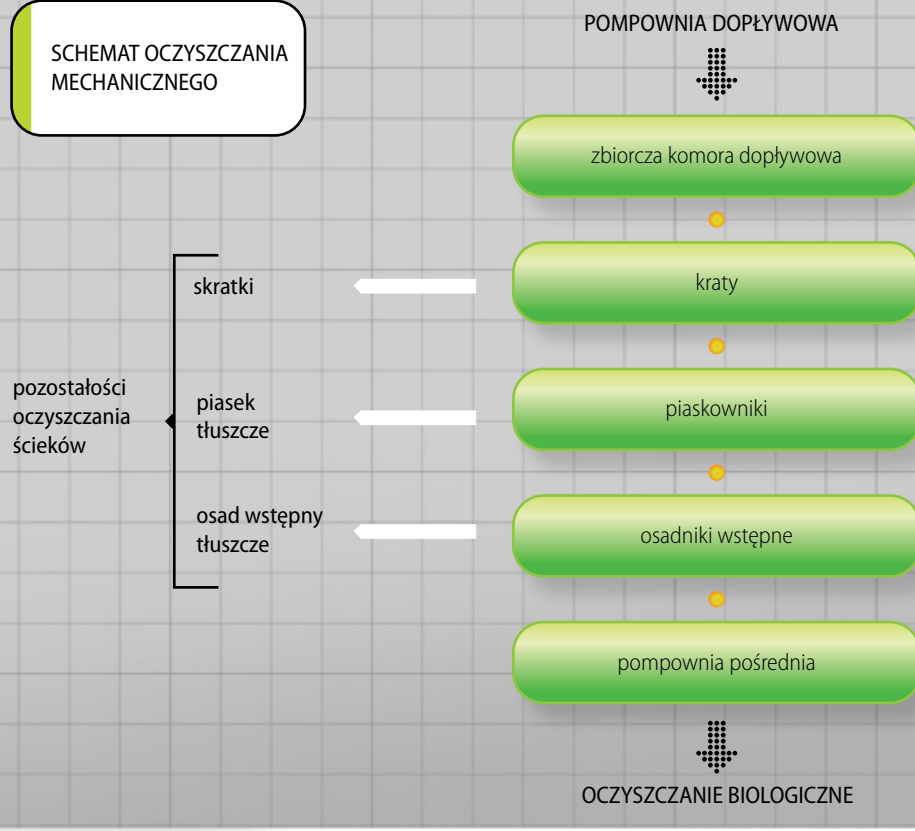 SCHEMAT OCZYSZCZANIA
MECHANICZNEGO
POMPOWNIA DOPŁYWOWA
zbiorcza komora dopływowa
kraty
skratki
piaskowniki
piasek
tłuszcze
pozostałości
oczyszczania
ścieków
osadniki wstępne
osad wstępny
tłuszcze
pompownia pośrednia
OCZYSZCZANIE BIOLOGICZNE